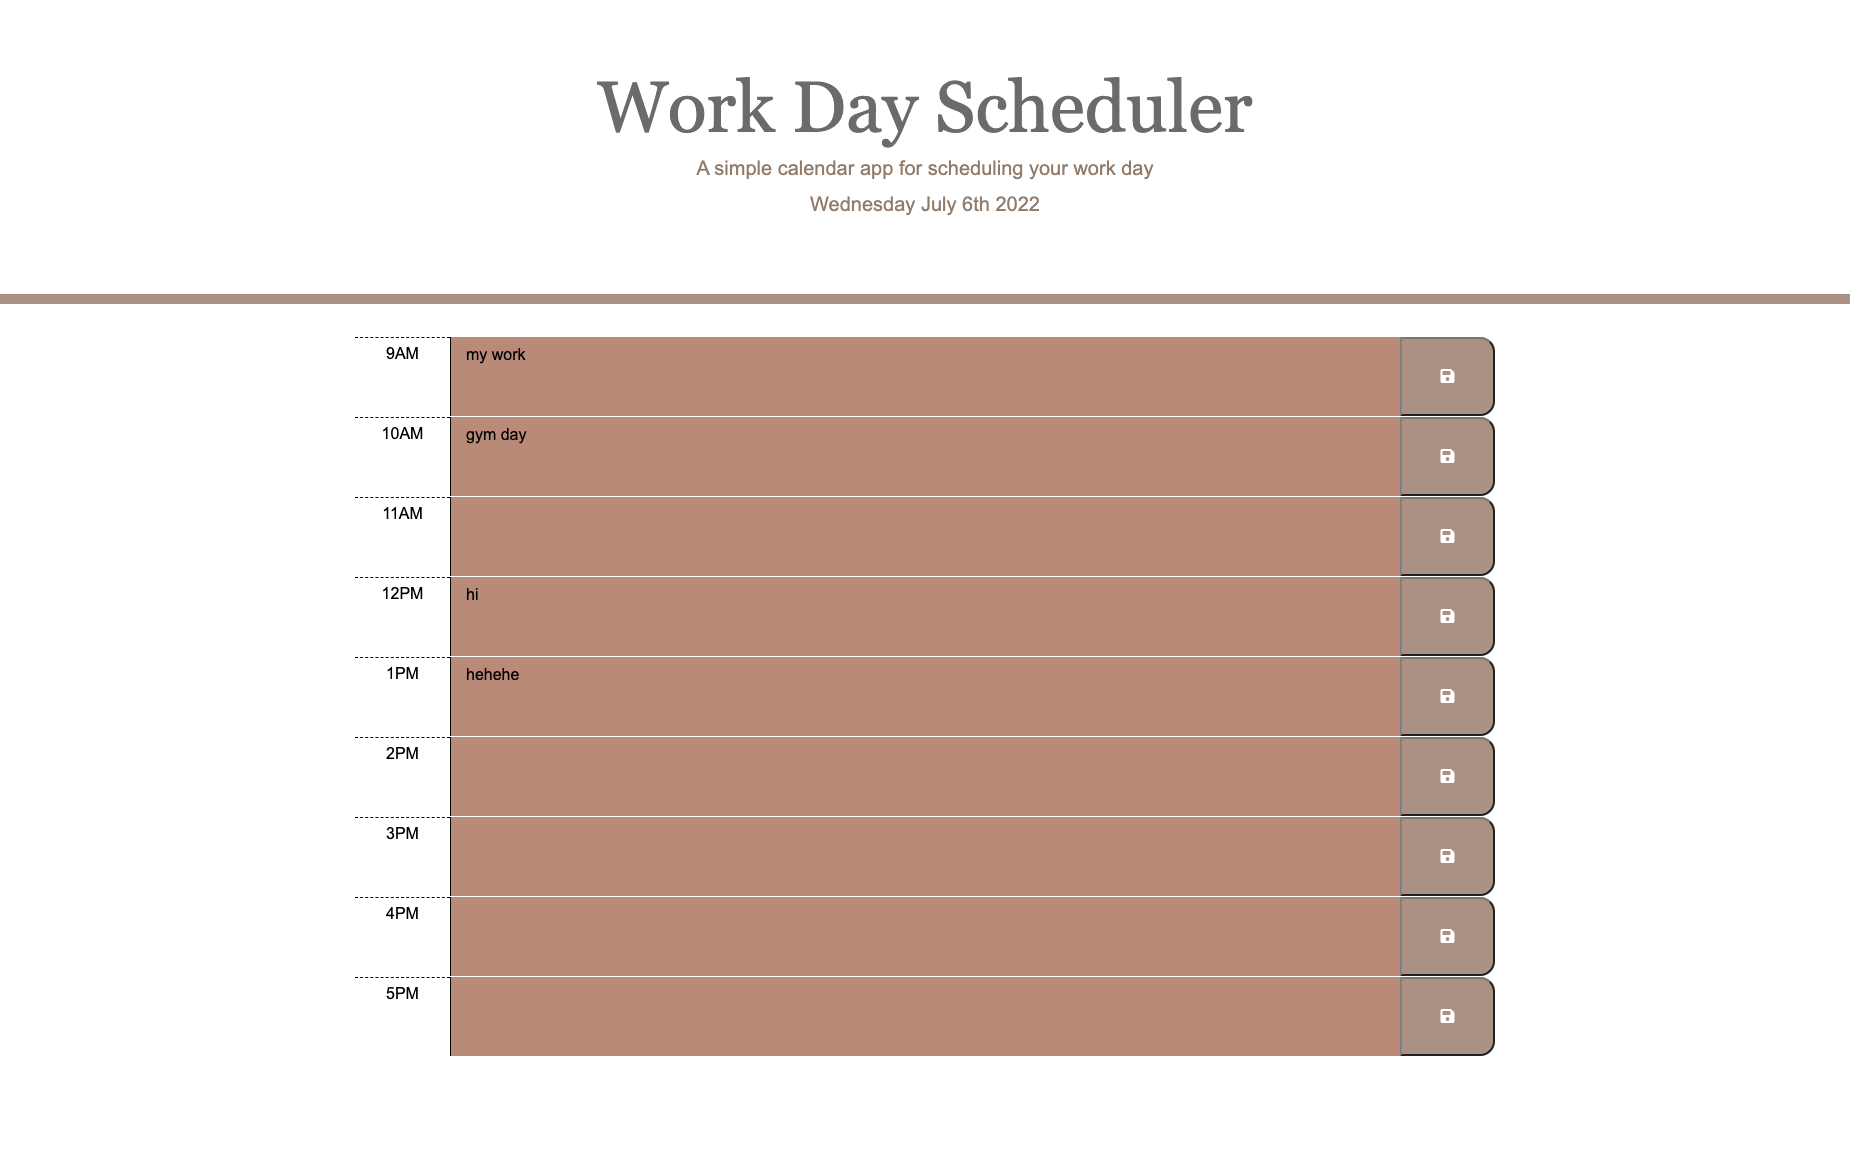 Work Day Scheduler
A simple calendar app for scheduling your work day
Wednesday July 6th 2022
9AM my work
10AM gym day
11AM
12PM hi
1PM hehehe
2PM
3PM
4PM
5PM